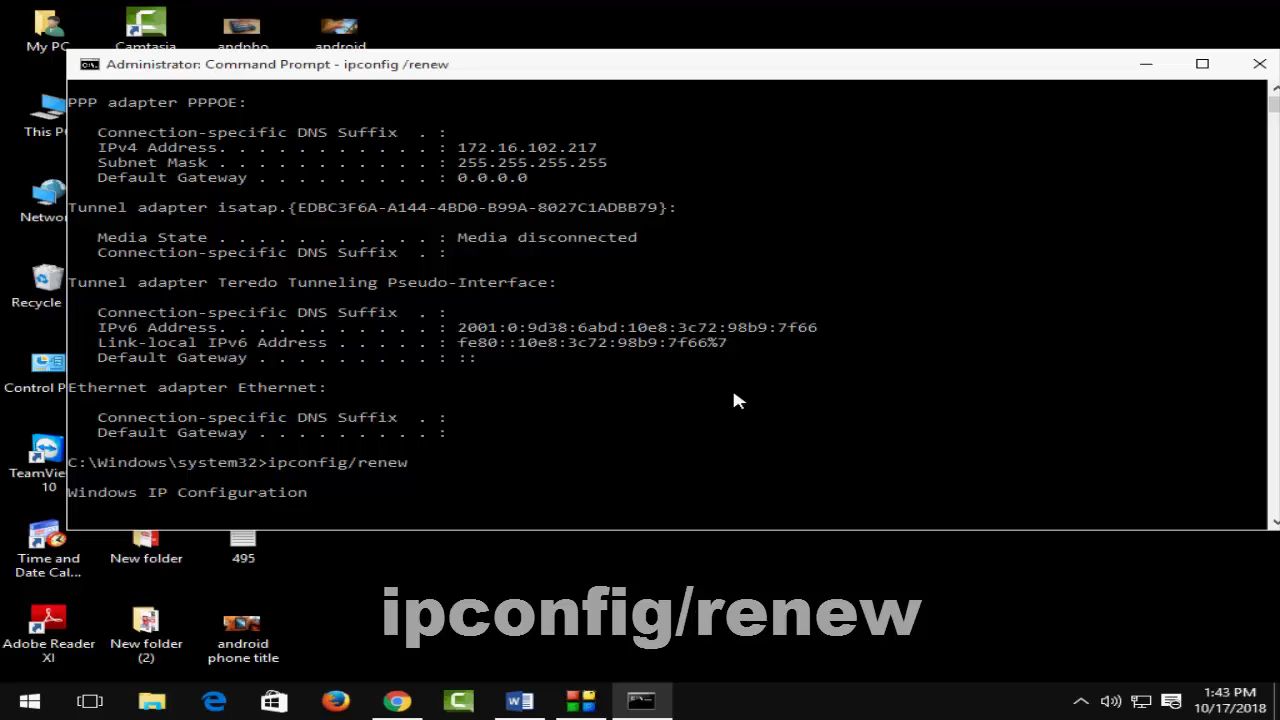 My PC
Camtasia
andpho
android
Administrator: Command Prompt - ipconfig /renew
PPP adapter PPPOE:
Connection-specific DNS Suffix . :
IPv4 Address. . . . . . . . . . . : 172.16.102.217
Subnet Mask . . . . . . . . . . . : 255.255.255.255
Default Gateway . . . . . . . . . : 0.0.0.0
Tunnel adapter isatap.{EDBC3F6A-A144-4BD0-B99A-8027C1ADBB79}:
Media State . . . . . . . . . . . : Media disconnected
Connection-specific DNS Suffix . :
Tunnel adapter Teredo Tunneling Pseudo-Interface:
Connection-specific DNS Suffix . :
IPv6 Address. . . . . . . . . . . : 2001:0:9d38:6abd:10e8:3c72:98b9:7f66
Link-local IPv6 Address . . . . . : fe80::10e8:3c72:98b9:7f66%7
Default Gateway . . . . . . . . . : ::
Ethernet adapter Ethernet:
Connection-specific DNS Suffix . :
Default Gateway . . . . . . . . . :
C:\Windows\system32>ipconfig/renew
Windows IP Configuration
This P
Netwo
Recycle
Control P
TeamVie
10
Time and
Date Cal...
New folder
495
Adobe Reader
XI
New folder
(2)
android
phone title
ipconfig/renew
1:43 PM
10/17/2018